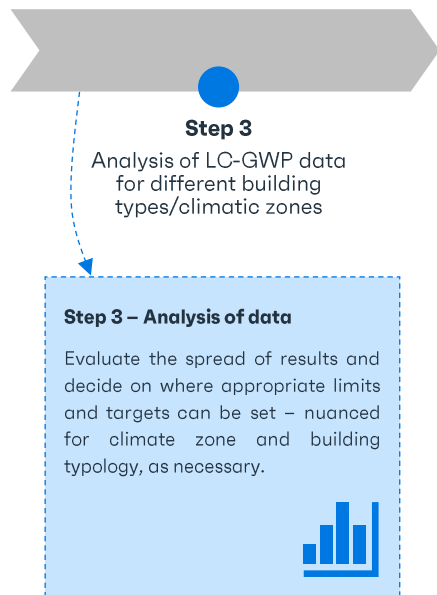 Step 3
Analysis of LC-GWP data
for different building
types/climatic zones
Step 3 – Analysis of data
Evaluate the spread of results and
decide on where appropriate limits
and targets can be set – nuanced
for climate zone and building
typology, as necessary.